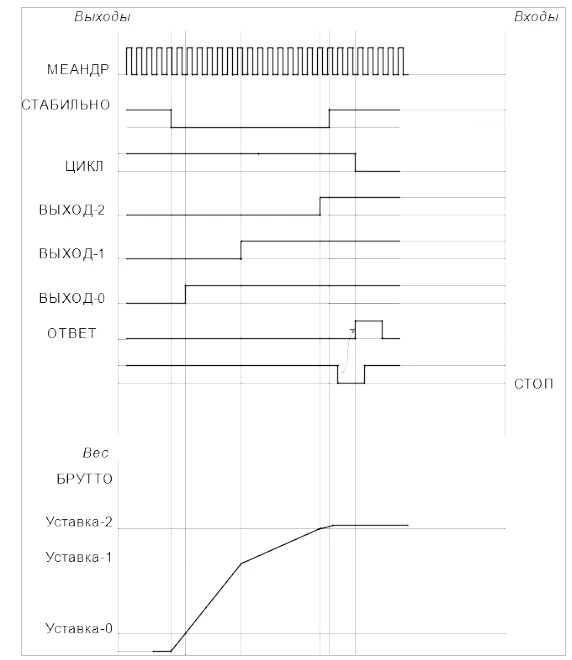 Выходы Входы
МЕАНДР
СТАБИЛЬНО
ЦИКЛ
ВЫХОД-2
ВЫХОД-1
ВЫХОД-0
ОТВЕТ
СТОП
Вес
БРУТТО
Уставка-2
Уставка-1
Уставка-0